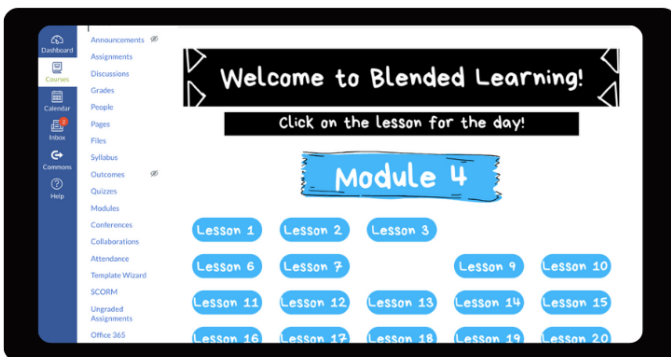 Dashboard
Courses
Calendar
2
Inbox
Commons
Help
Announcements
Assignments
Discussions
Grades
People
Pages
Files
Syllabus
Outcomes
Quizzes
Modules
Conferences
Collaborations
Attendance
Template Wizard
SCORM
Ungraded
Assignments
Office 365
Welcome to Blended Learning!
Click on the lesson for the day!
Module 4
Lesson 1 Lesson 2 Lesson 3
Lesson 6 Lesson 7 Lesson 9 Lesson 10
Lesson 11 Lesson 12 Lesson 13 Lesson 14 Lesson 15
Lesson 16 Lesson 17 Lesson 18 Lesson 19 Lesson 20